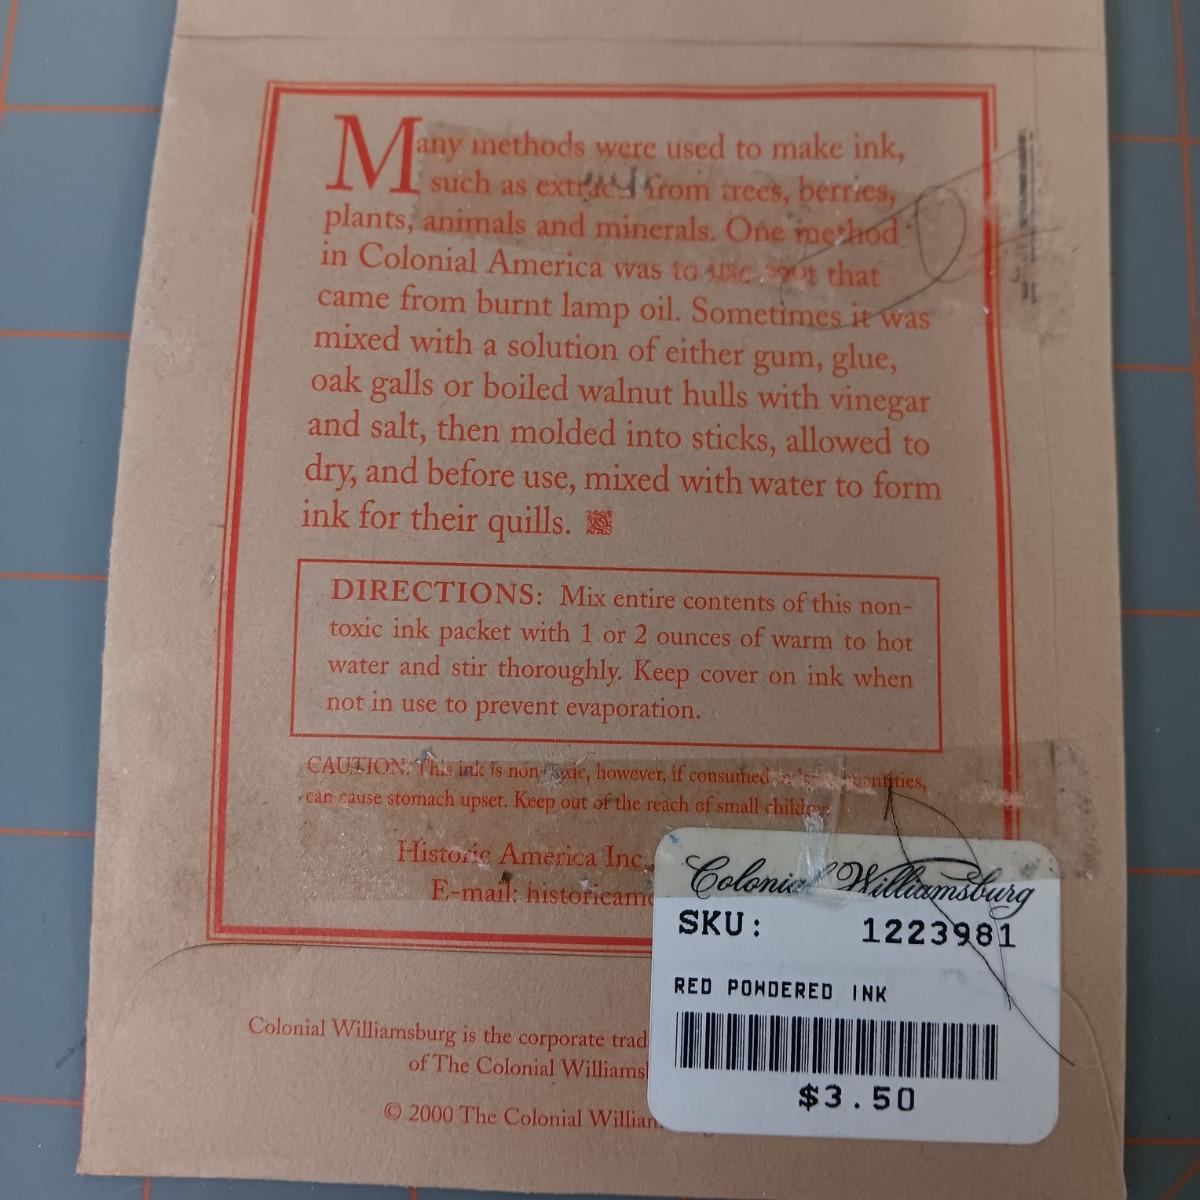 Many methods were used to make ink,
such as extract from trees, berries,
plants, animals and minerals. One method
in Colonial America was to use soot that
came from burnt lamp oil. Sometimes it was
mixed with a solution of either gum, glue,
oak galls or boiled walnut hulls with vinegar
and salt, then molded into sticks, allowed to
dry, and before use, mixed with water to form
ink for their quills.
DIRECTIONS: Mix entire contents of this non-
toxic ink packet with 1 or 2 ounces of warm to hot
water and stir thoroughly. Keep cover on ink when
not in use to prevent evaporation.
CAUTION: This ink is non-toxic, however, if consumed in large quantities,
can cause stomach upset. Keep out of the reach of small
Historic America Inc.
E-mail:
Colonial Williamsburg
SKU: 1223981
RED POWDERED INK
$3.50
Colonial Williamsburg is the corporate
of The Colonial
© 2000 The Colonial